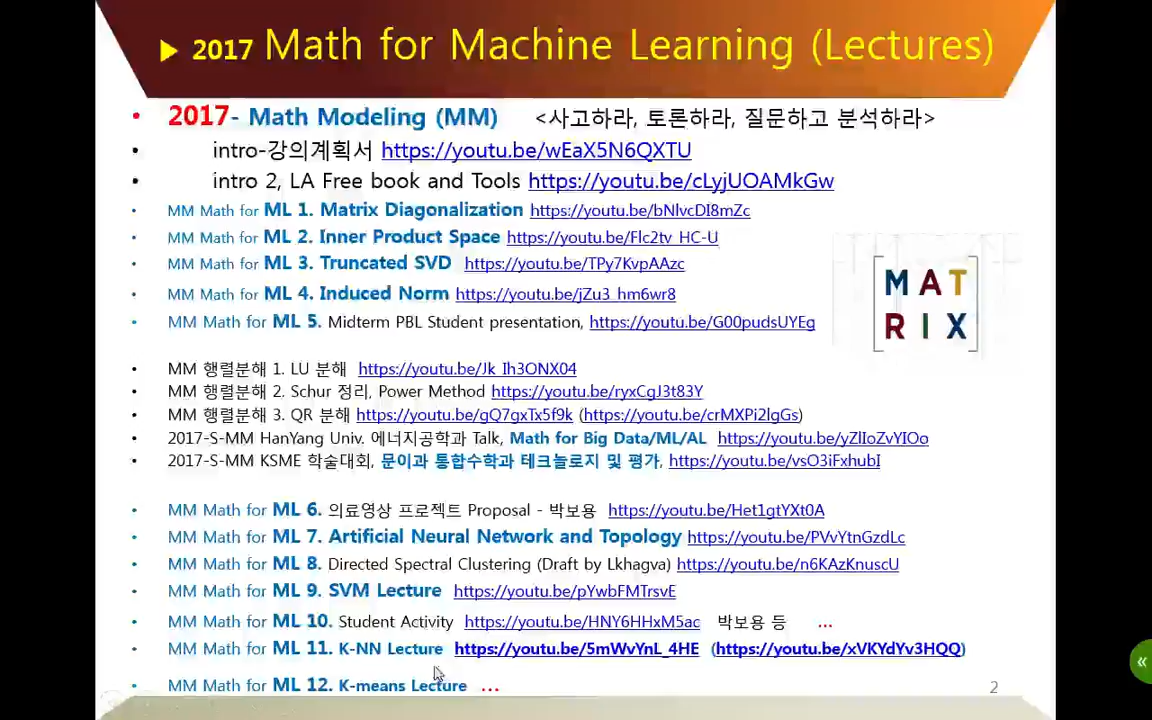 ▶ 2017 Math for Machine Learning (Lectures)
• 2017- Math Modeling (MM) <사고하라, 토론하라, 질문하고 분석하라>
• intro-강의계획서 https://youtu.be/wEaX5N6QXTU
• intro 2, LA Free book and Tools https://youtu.be/cLyjUOAMkGw
• MM Math for ML 1. Matrix Diagonalization https://youtu.be/bNlvcDI8mZc
• MM Math for ML 2. Inner Product Space https://youtu.be/Flc2tv_HC-U
• MM Math for ML 3. Truncated SVD https://youtu.be/TPy7KvpAAzc
• MM Math for ML 4. Induced Norm https://youtu.be/jZu3_hm6wr8
• MM Math for ML 5. Midterm PBL Student presentation, https://youtu.be/G00pudsUYEg
MAT
RIX
• MM 행렬분해 1. LU 분해 https://youtu.be/Jk_Ih3ONX04
• MM 행렬분해 2. Schur 정리, Power Method https://youtu.be/ryxCgJ3t83Y
• MM 행렬분해 3. QR 분해 https://youtu.be/gQ7gxTx5f9k (https://youtu.be/crMXPi2lgGs)
• 2017-S-MM HanYang Univ. 에너지공학과 Talk, Math for Big Data/ML/AL https://youtu.be/yZlIoZvYIOo
• 2017-S-MM KSME 학술대회, 문이과 통합수학과 테크놀로지 및 평가, https://youtu.be/vsO3iFxhubI
• MM Math for ML 6. 의료영상 프로젝트 Proposal - 박보용 https://youtu.be/Het1gtYXt0A
• MM Math for ML 7. Artificial Neural Network and Topology https://youtu.be/PVvYtnGzdLc
• MM Math for ML 8. Directed Spectral Clustering (Draft by Lkhagva) https://youtu.be/n6KAzKnuscU
• MM Math for ML 9. SVM Lecture https://youtu.be/pYwbFMTrsvE
• MM Math for ML 10. Student Activity https://youtu.be/HNY6HHxM5ac 박보용 등 ...
• MM Math for ML 11. K-NN Lecture https://youtu.be/5mWvYnL_4HE (https://youtu.be/xVKYdYv3HQQ)
• MM Math for ML 12. K-means Lecture ...
2
«